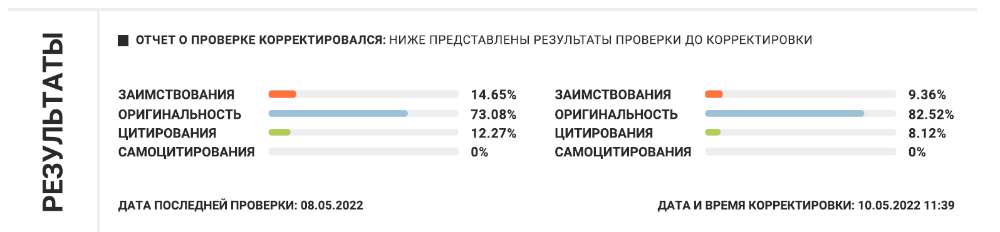 РЕЗУЛЬТАТЫ
ОТЧЕТ О ПРОВЕРКЕ КОРРЕКТИРОВАЛСЯ: НИЖЕ ПРЕДСТАВЛЕНЫ РЕЗУЛЬТАТЫ ПРОВЕРКИ ДО КОРРЕКТИРОВКИ
ЗАИМСТВОВАНИЯ 14.65%
ОРИГИНАЛЬНОСТЬ 73.08%
ЦИТИРОВАНИЯ 12.27%
САМОЦИТИРОВАНИЯ 0%
ЗАИМСТВОВАНИЯ 9.36%
ОРИГИНАЛЬНОСТЬ 82.52%
ЦИТИРОВАНИЯ 8.12%
САМОЦИТИРОВАНИЯ 0%
ДАТА ПОСЛЕДНЕЙ ПРОВЕРКИ: 08.05.2022
ДАТА И ВРЕМЯ КОРРЕКТИРОВКИ: 10.05.2022 11:39